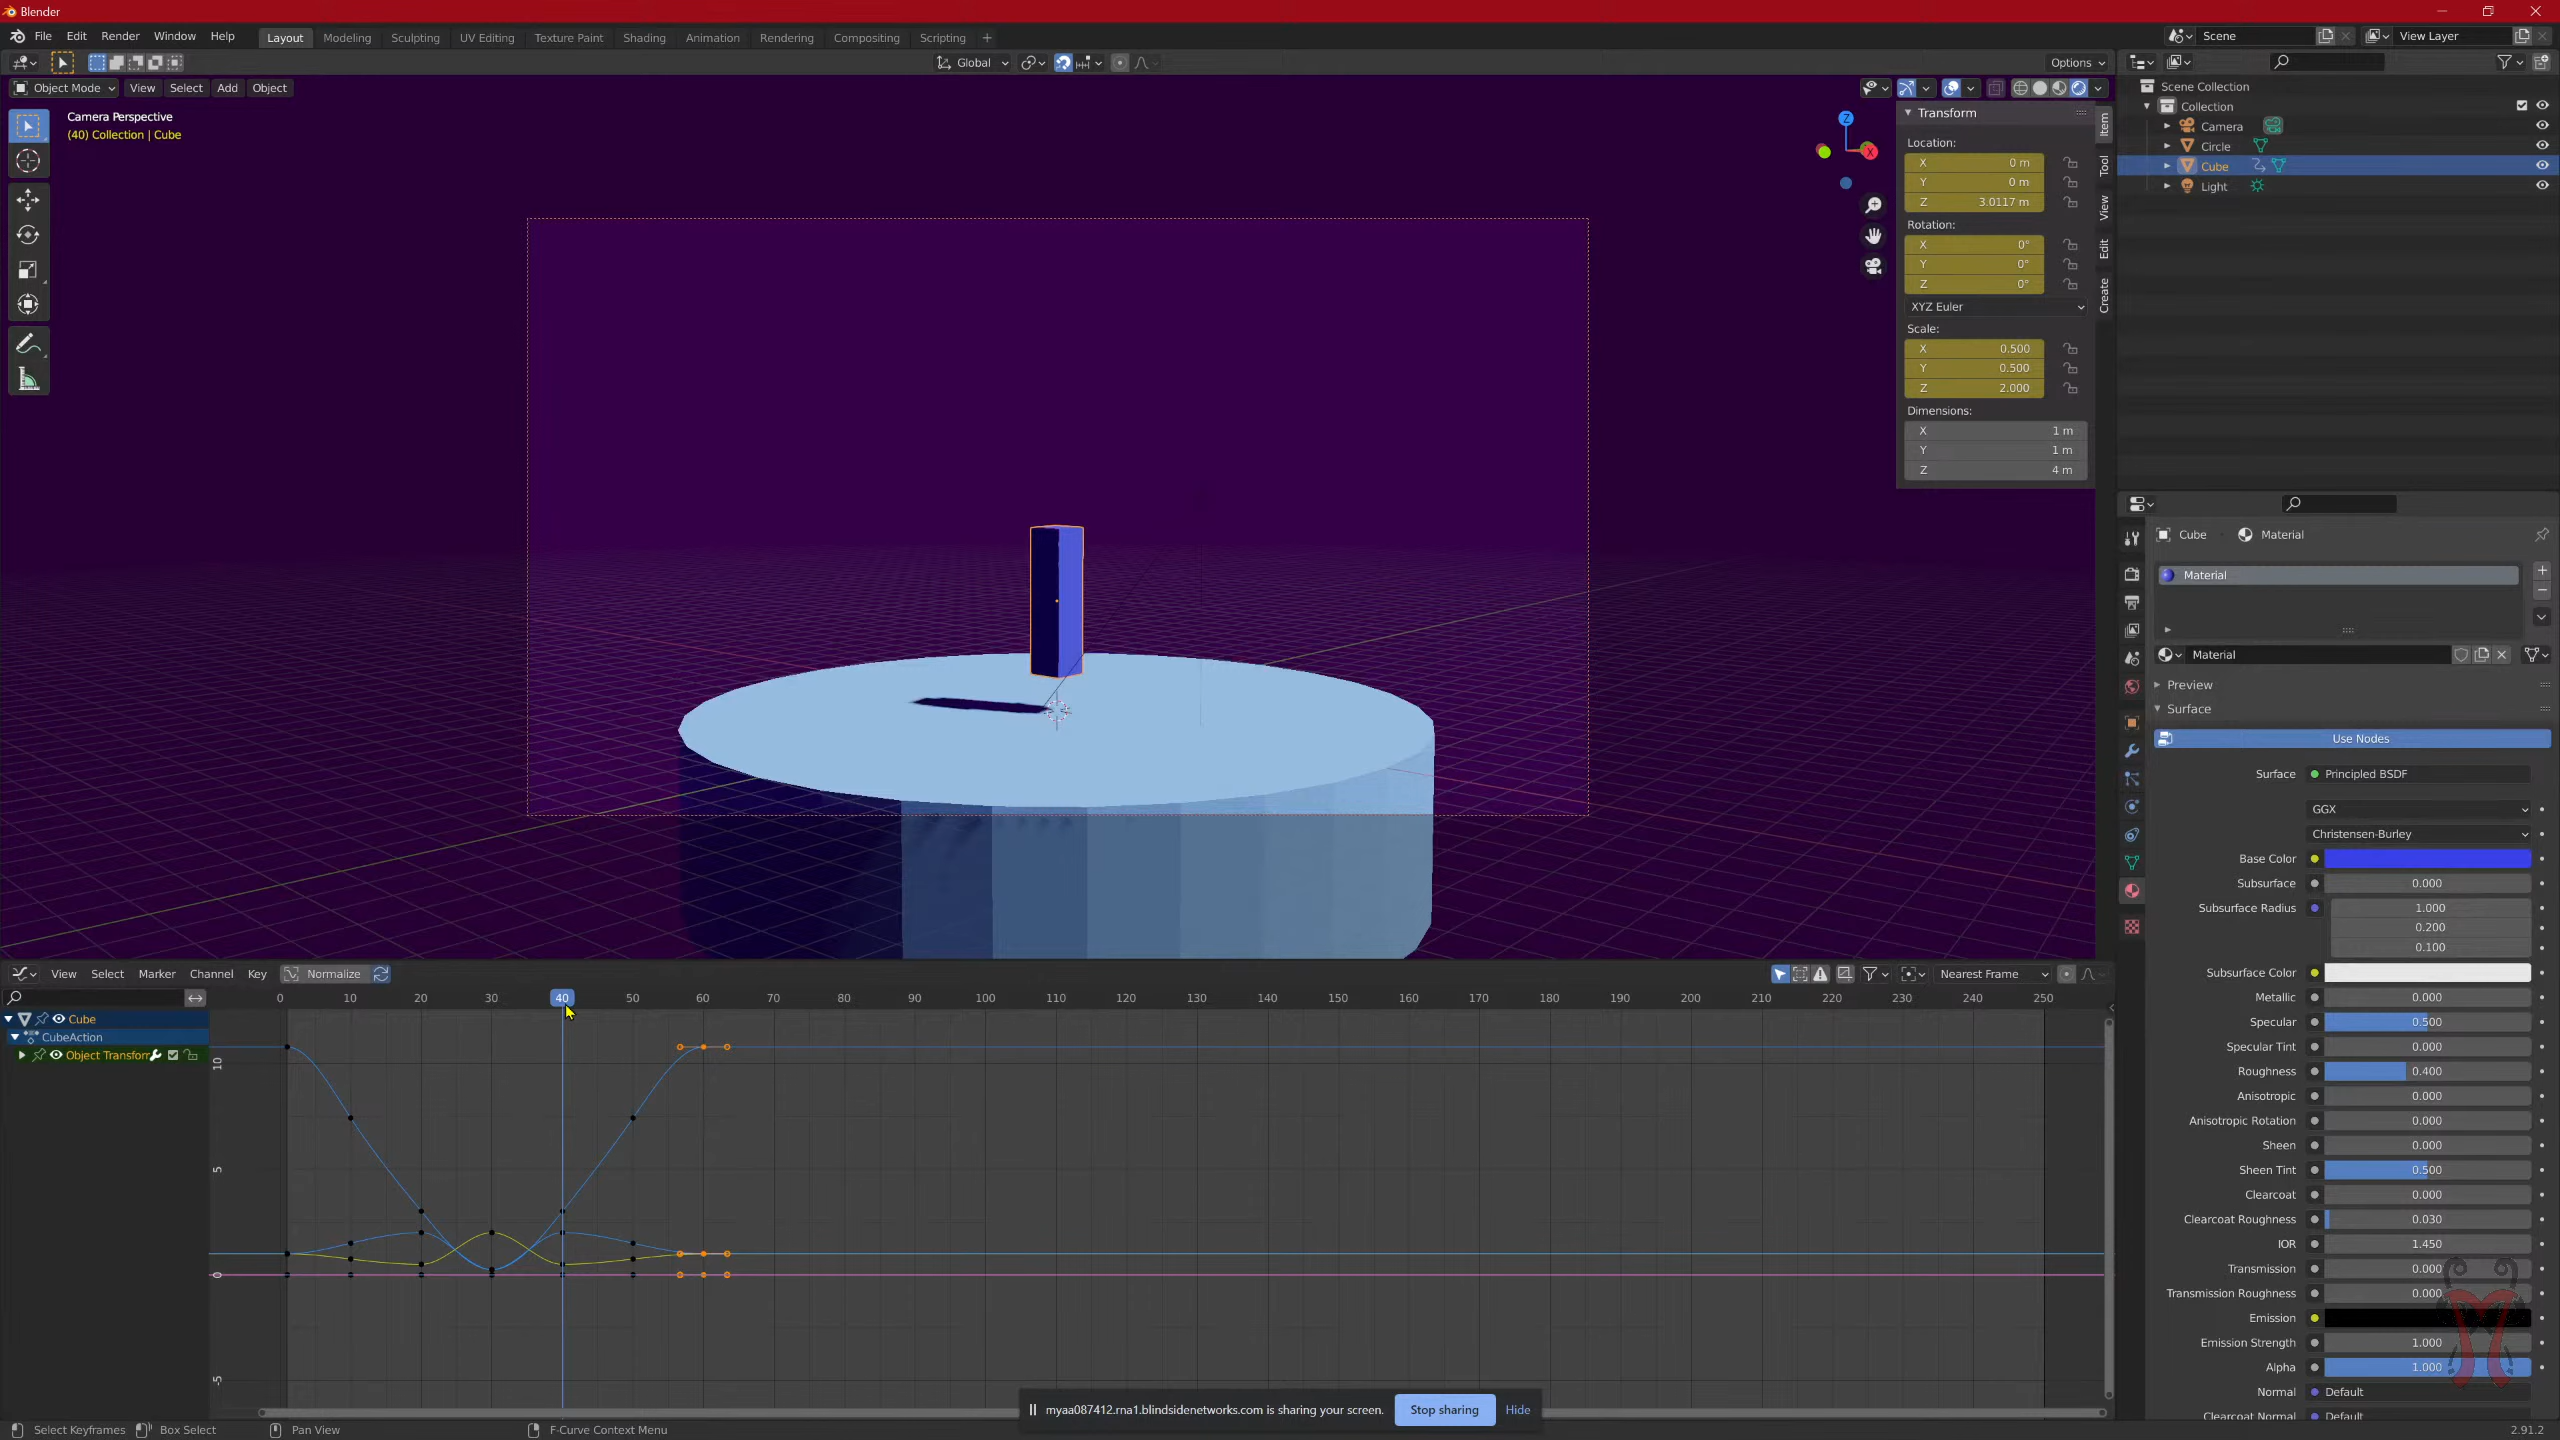 Blender
File Edit Render Window Help Layout Modeling Sculpting UV Editing Texture Paint Shading Animation Rendering Compositing Scripting + Scene View Layer
Global Options
Object Mode View Select Add Object
Camera Perspective
(40) Collection | Cube
Z
X
Transform
Location:
X 0 m
Y 0 m
Z 3.0117 m
Rotation:
X 0°
Y 0°
Z 0°
XYZ Euler
Scale:
X 0.500
Y 0.500
Z 2.000
Dimensions:
X 1 m
Y 1 m
Z 4 m
Item
Tool
View
Edit
Create
Scene Collection
Collection
Camera
Circle
Cube
Light
Cube Material
Material
Material
Preview
Surface
Use Nodes
Surface Principled BSDF
GGX
Christensen-Burley
Base Color
Subsurface 0.000
Subsurface Radius 1.000
0.200
0.100
Subsurface Color
Metallic 0.000
Specular 0.500
Specular Tint 0.000
Roughness 0.400
Anisotropic 0.000
Anisotropic Rotation 0.000
Sheen 0.000
Sheen Tint 0.500
Clearcoat 0.000
Clearcoat Roughness 0.030
IOR 1.450
Transmission 0.000
Transmission Roughness 0.000
Emission
Emission Strength 1.000
Alpha 1.000
Normal Default
Clearcoat Normal Default
View Select Marker Channel Key Normalize Nearest Frame
0 10 20 30 40 50 60 70 80 90 100 110 120 130 140 150 160 170 180 190 200 210 220 230 240 250
Cube
CubeAction
Object Transform
10
5
0
-5
myaa087412.rna1.blindsidenetworks.com is sharing your screen. Stop sharing Hide
Select Keyframes Box Select Pan View F-Curve Context Menu 2.91.2